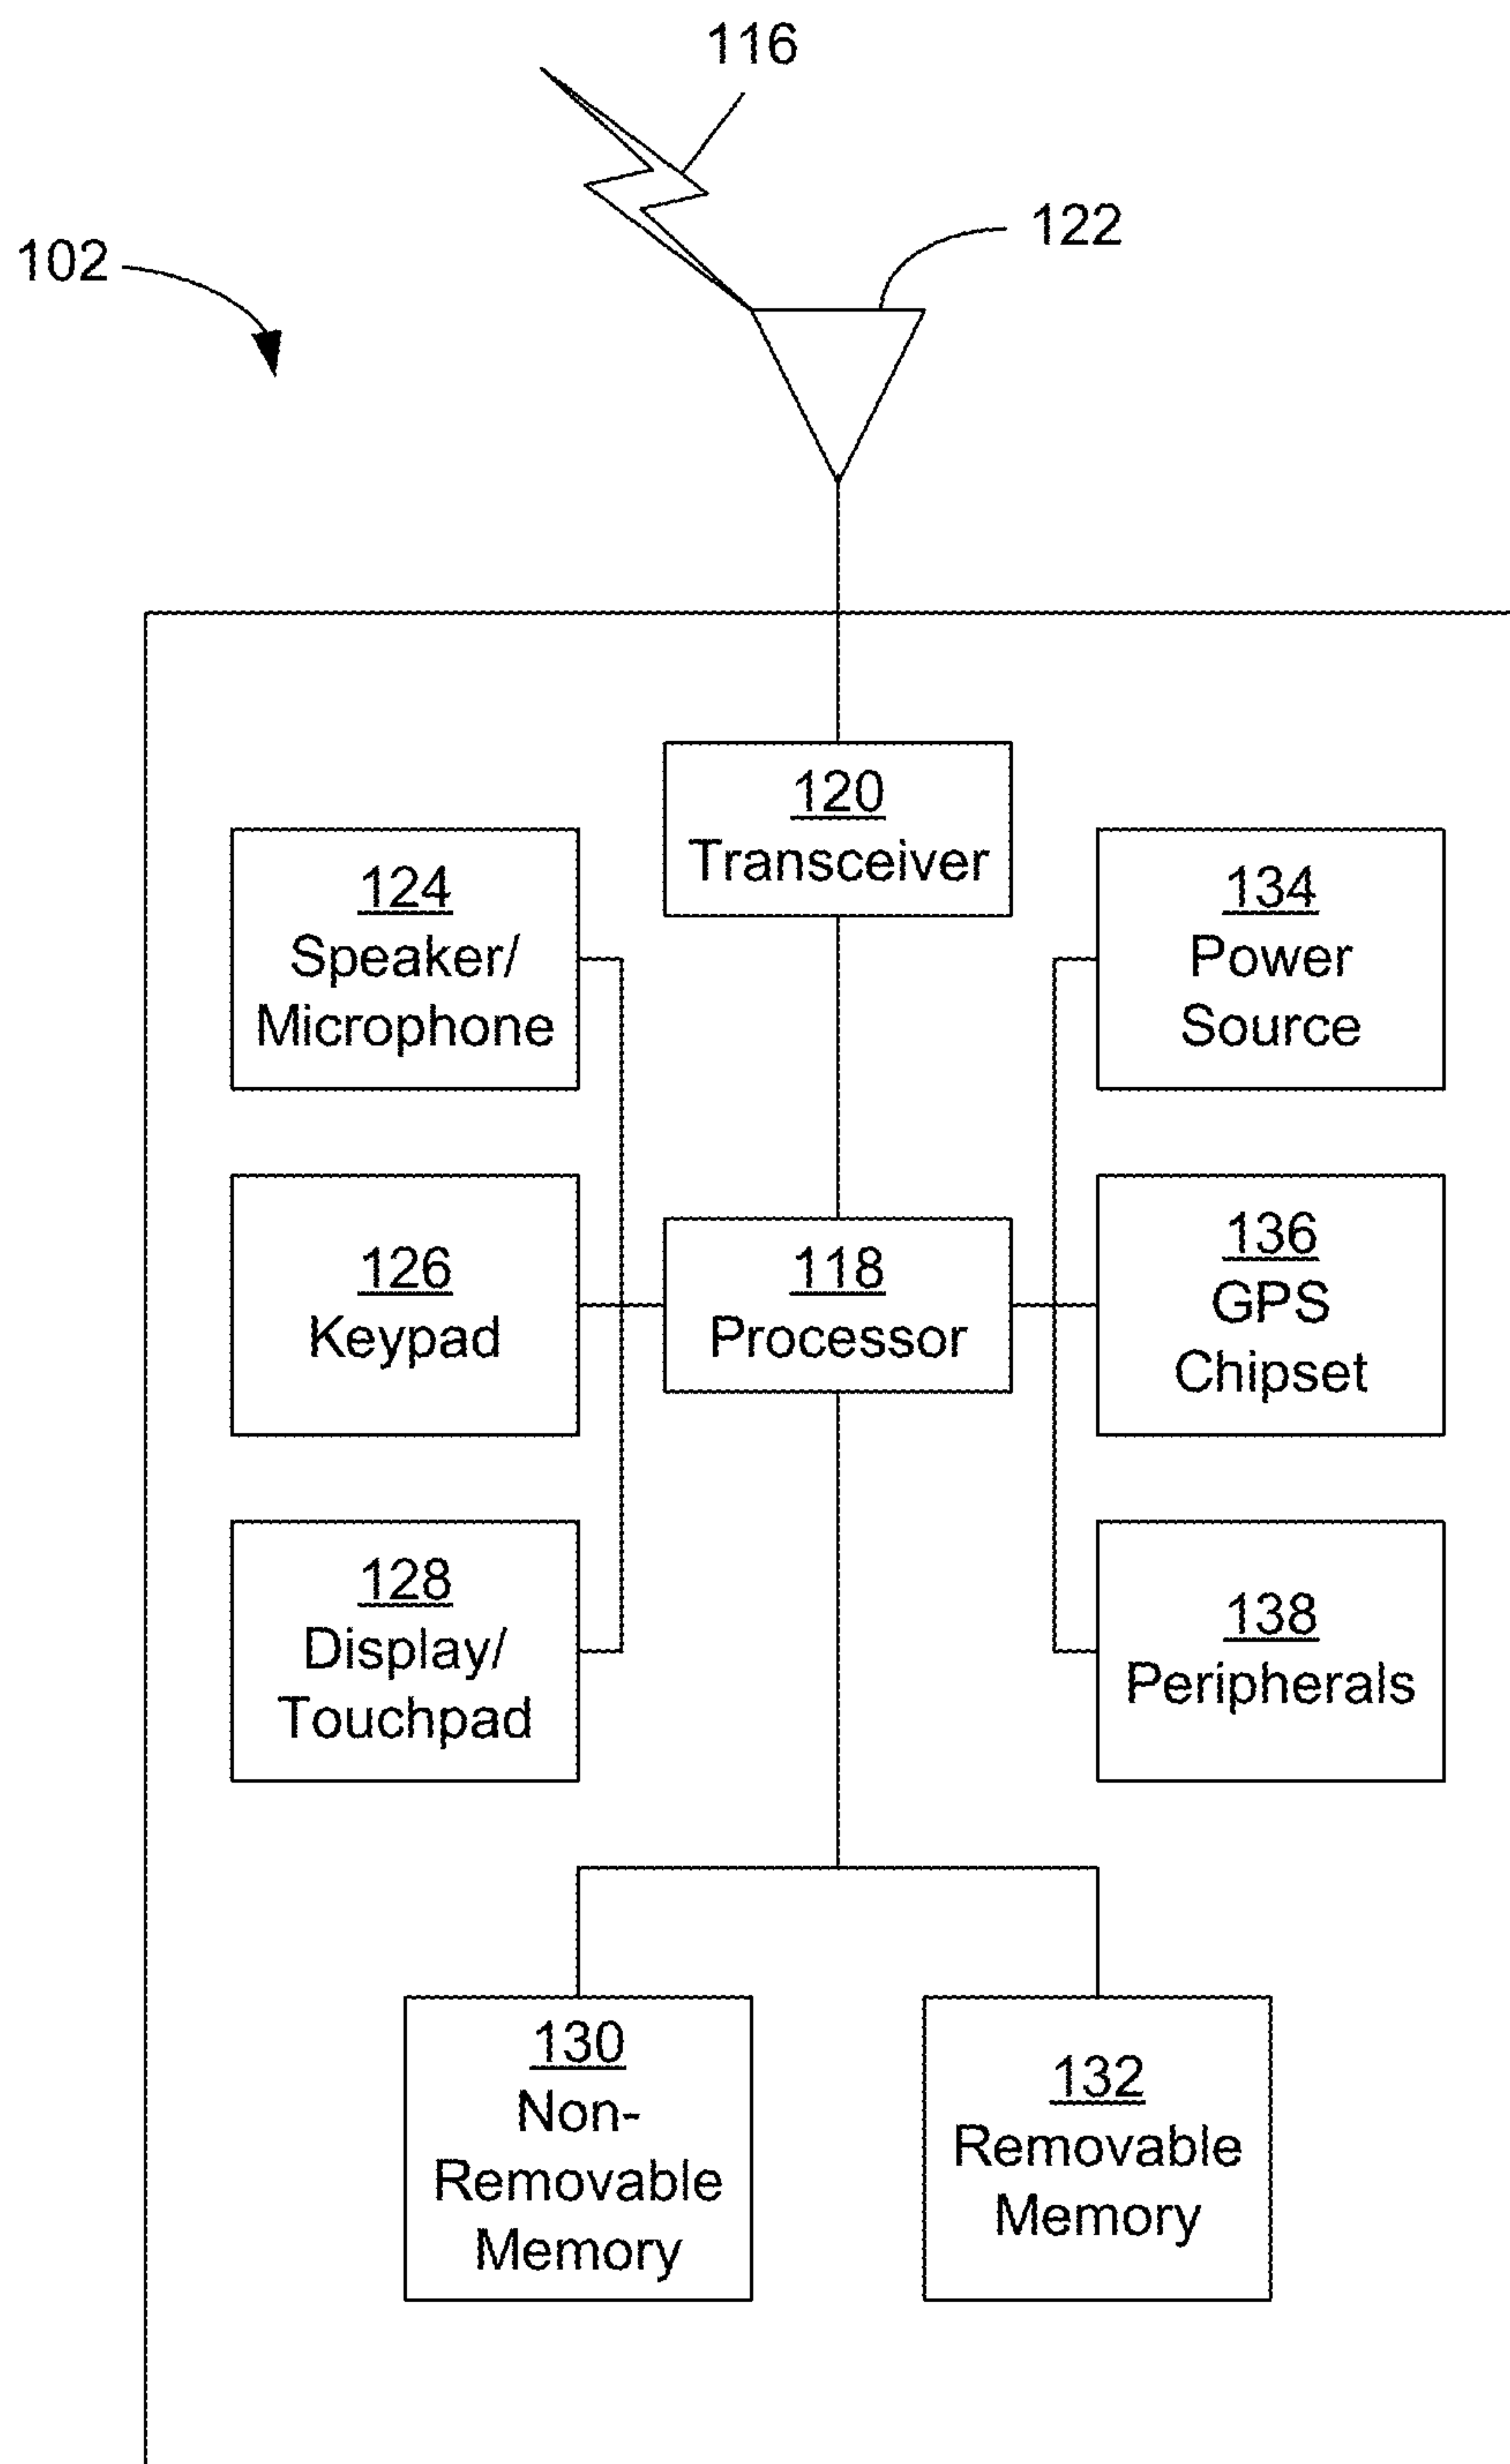 116
122
102
120
Transceiver
124
Speaker/
Microphone
134
Power
Source
126
Keypad
118
Processor
136
GPS
Chipset
128
Display/
Touchpad
138
Peripherals
130
Non-
Removable
Memory
132
Removable
Memory